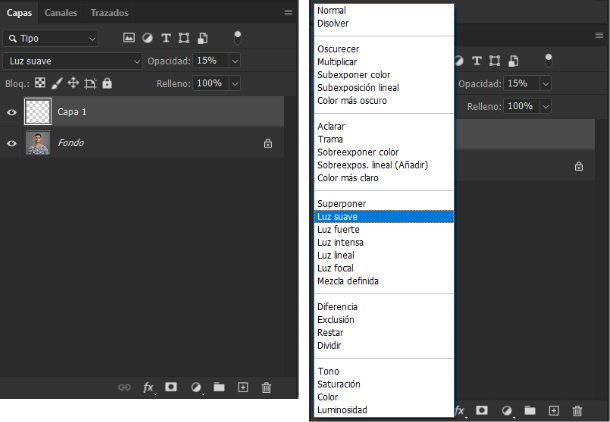 Capas Canales Trazados
Tipo
Luz suave Opacidad: 15%
Bloq.: Relleno: 100%
Capa 1
Fondo
fx
Normal
Disolver
Oscurecer
Multiplicar
Subexponer color
Subexposición lineal
Color más oscuro
Aclarar
Trama
Sobreexponer color
Sobreexpos. lineal (Añadir)
Color más claro
Superponer
Luz suave
Luz fuerte
Luz intensa
Luz lineal
Luz focal
Mezcla definida
Diferencia
Exclusión
Restar
Dividir
Tono
Saturación
Color
Luminosidad
Opacidad: 15%
Relleno: 100%
fx